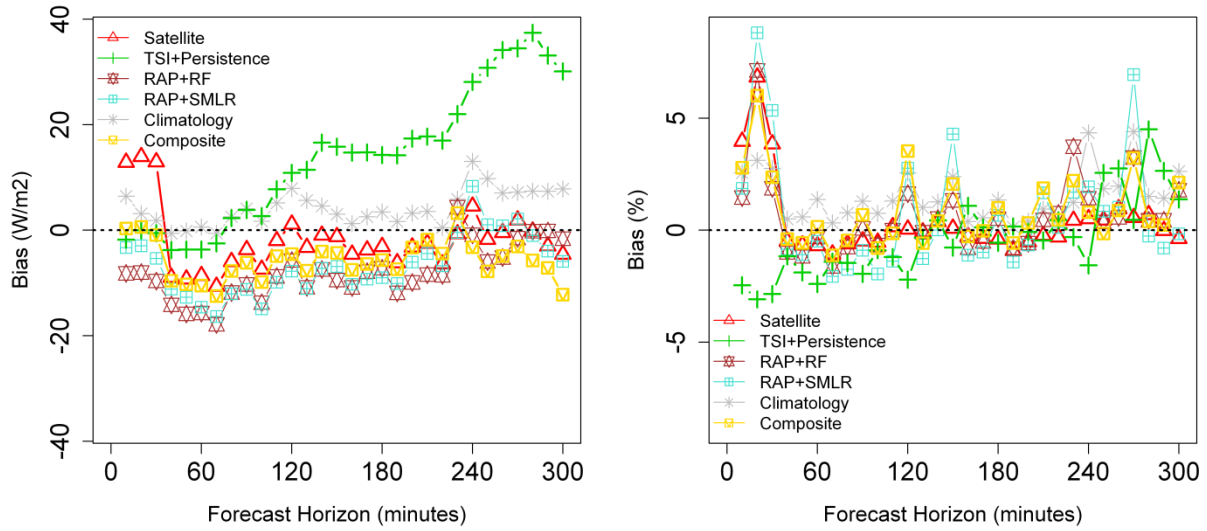 Bias (W/m2)
40
20
0
-20
-40
Satellite
TSI+Persistence
RAP+RF
RAP+SMLR
Climatology
Composite
0 60 120 180 240 300
Forecast Horizon (minutes)
Bias (%)
5
0
-5
Satellite
TSI+Persistence
RAP+RF
RAP+SMLR
Climatology
Composite
0 60 120 180 240 300
Forecast Horizon (minutes)